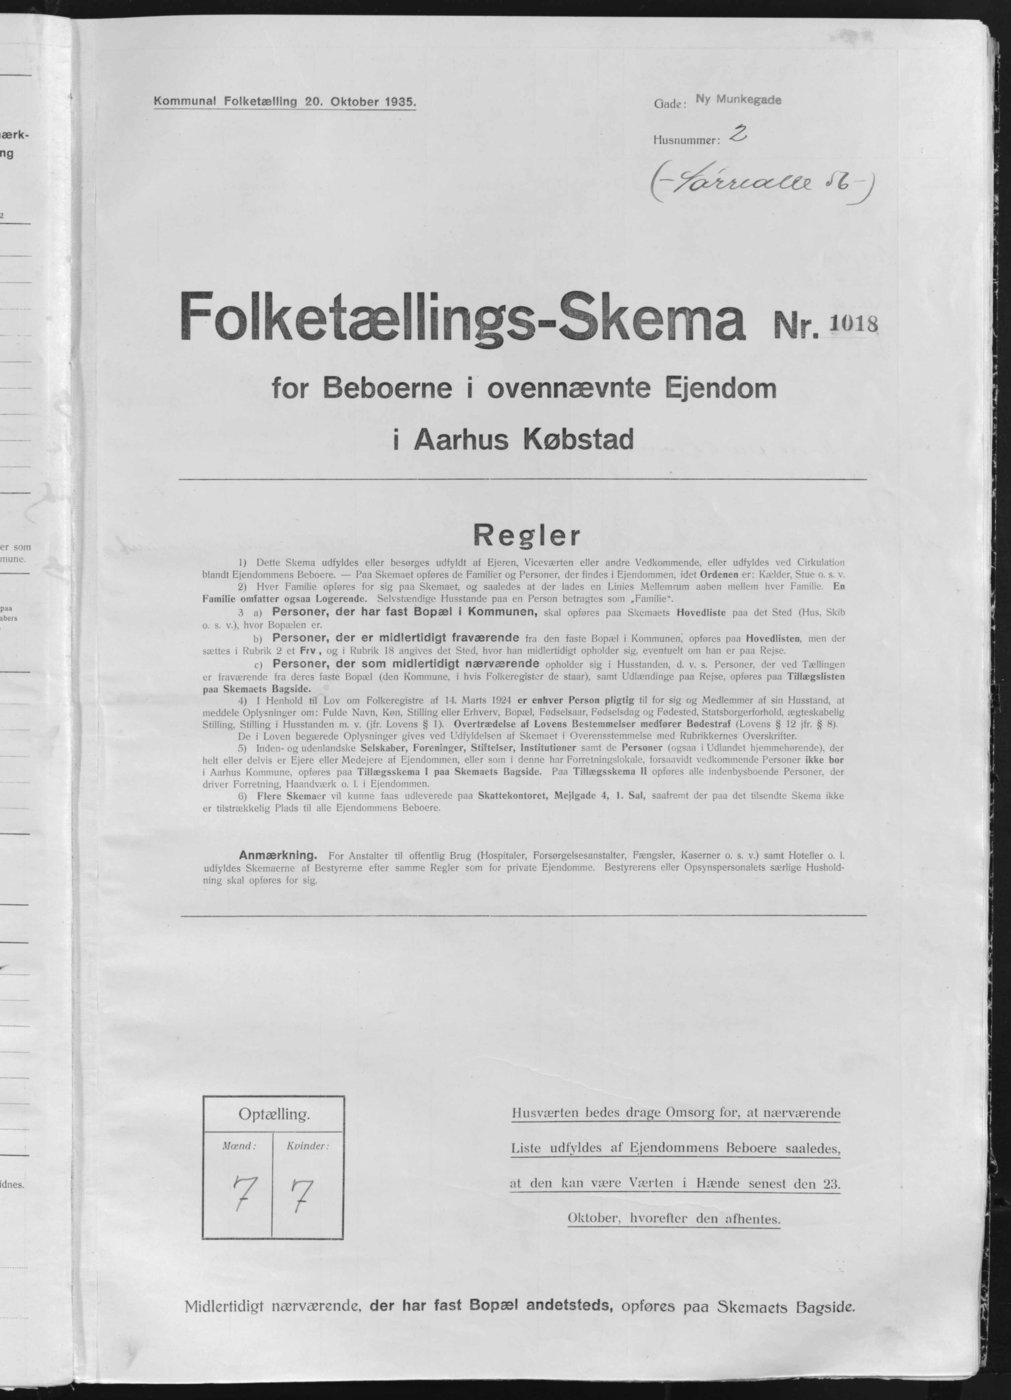 Kommunal Folketælling 20. Oktober 1935.
Gade: Ny Munkegade
Husnummer: 2
(- 56 -)
Folketællings-Skema Nr. 1018
for Beboerne i ovennævnte Ejendom
i Aarhus Købstad
Regler
1) Dette Skema udfyldes eller besørges udfyldt af Ejeren, Viceværten eller andre Vedkommende, eller udfyldes ved Cirkulation
blandt Ejendommens Beboere. — Paa Skemaet opføres de Familier og Personer, der findes i Ejendommen, idet Ordenen er: Kælder, Stue o. s. v.
2) Hver Familie opføres for sig paa Skemaet, og saaledes at der lades en Linies Mellemrum aaben mellem hver Familie. En
Familie omfatter ogsaa Logerende. Selvstændige Husstande paa en Person betragtes som „Familie“.
3 a) Personer, der har fast Bopæl i Kommunen, skal opføres paa Skemaets Hovedliste paa det Sted (Hus, Skib
o. s. v.), hvor Bopælen er.
b) Personer, der er midlertidigt fraværende fra den faste Bopæl i Kommunen, opføres paa Hovedlisten, men der
sættes i Rubrik 2 et Frv., og i Rubrik 18 angives det Sted, hvor han midlertidigt opholder sig, eventuelt om han er paa Rejse.
c) Personer, der som midlertidigt nærværende opholder sig i Husstanden, d. v. s. Personer, der ved Tællingen
er fraværende fra deres faste Bopæl (den Kommune, i hvis Folkeregister de staar), samt Udlændinge paa Rejse, opføres paa Tillægslisten
paa Skemaets Bagside.
4) I Henhold til Lov om Folkeregistre af 14. Marts 1924 er enhver Person pligtig til for sig og Medlemmer af sin Husstand, at
meddele Oplysninger om: Fulde Navn, Køn, Stilling eller Erhverv, Bopæl, Fødselsaar, Fødselsdag og Fødested, Statsborgerforhold, ægteskabelig
Stilling, Stilling i Husstanden m. v. (jfr. Lovens § 1). Overtrædelse af Lovens Bestemmelser medfører Bødestraf (Lovens § 12 jfr. § 8).
De i Loven begærede Oplysninger gives ved Udfyldelsen af Skemaet i Overensstemmelse med Rubrikkernes Overskrifter.
5) Inden- og udenlandske Selskaber, Foreninger, Stiftelser, Institutioner samt de Personer (ogsaa i Udlandet hjemmehørende), der
helt eller delvis er Ejere eller Medejere af Ejendommen, eller som i denne har Forretningslokale, forsaavidt vedkommende Personer ikke bor
i Aarhus Kommune, opføres paa Tillægsskema I paa Skemaets Bagside. Paa Tillægsskema II opføres alle indenbysboende Personer, der
driver Forretning, Haandværk o. l. i Ejendommen.
6) Flere Skemaer vil kunne faas udleverede paa Skattekontoret, Mejlgade 4, 1. Sal, saafremt der paa det tilsendte Skema ikke
er tilstrækkelig Plads til alle Ejendommens Beboere.
Anmærkning. For Anstalter til offentlig Brug (Hospitaler, Forsørgelsesanstalter, Fængsler, Kaserner o. s. v.) samt Hoteller o. l.
udfyldes Skemaerne af Bestyrerne efter samme Regler som for private Ejendomme. Bestyrerens eller Opsynspersonalets særlige Hushold-
ning skal opføres for sig.
Optælling.
Mænd: Kvinder:
7 7
Husværten bedes drage Omsorg for, at nærværende
Liste udfyldes af Ejendommens Beboere saaledes,
at den kan være Værten i Hænde senest den 23.
Oktober, hvorefter den afhentes.
Midlertidigt nærværende, der har fast Bopæl andetsteds, opføres paa Skemaets Bagside.